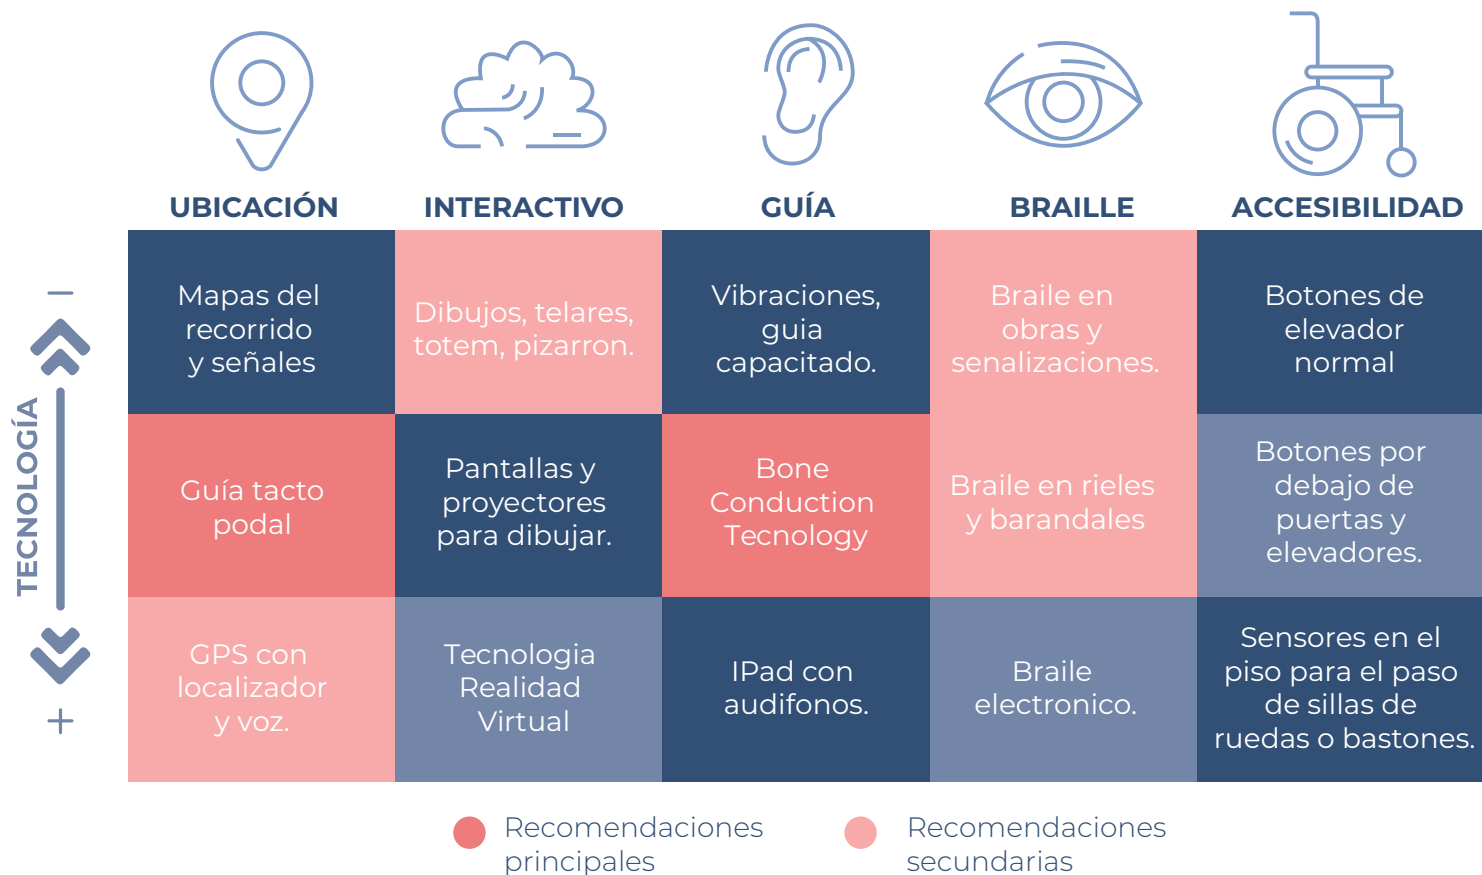 UBICACIÓN
INTERACTIVO
GUÍA
BRAILLE
ACCESIBILIDAD
TECNOLOGÍA
−
+
Mapas del
recorrido
y señales
Dibujos, telares,
totem, pizarron.
Vibraciones,
guia
capacitado.
Braile en
obras y
senalizaciones.
Botones de
elevador
normal
Guía tacto
podal
Pantallas y
proyectores
para dibujar.
Bone
Conduction
Tecnology
Braile en rieles
y barandales
Botones por
debajo de
puertas y
elevadores.
GPS con
localizador
y voz.
Tecnologia
Realidad
Virtual
IPad con
audifonos.
Braile
electronico.
Sensores en el
piso para el paso
de sillas de
ruedas o bastones.
Recomendaciones
principales
Recomendaciones
secundarias